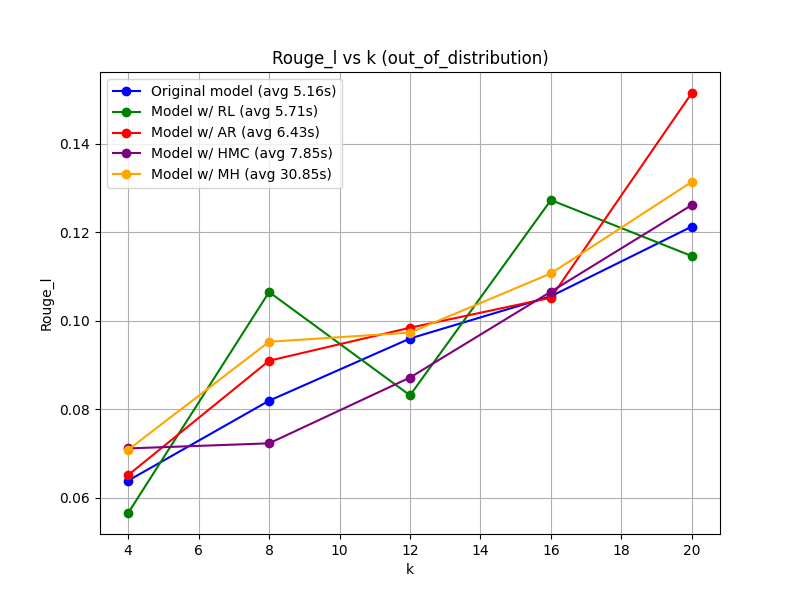 Rouge_l vs k (out_of_distribution)
Original model (avg 5.16s)
Model w/ RL (avg 5.71s)
Model w/ AR (avg 6.43s)
Model w/ HMC (avg 7.85s)
Model w/ MH (avg 30.85s)
Rouge_l
0.14
0.12
0.10
0.08
0.06
4 6 8 10 12 14 16 18 20
k